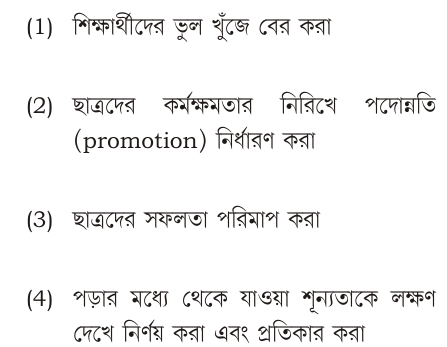 (1) শিক্ষার্থীদের ভুল খুঁজে বের করা
(2) ছাত্রদের কর্মক্ষমতার নিরিখে পদোন্নতি
(promotion) নির্ধারণ করা
(3) ছাত্রদের সফলতা পরিমাপ করা
(4) পড়ার মধ্যে থেকে যাওয়া শূন্যতাকে লক্ষণ
দেখে নির্ণয় করা এবং প্রতিকার করা